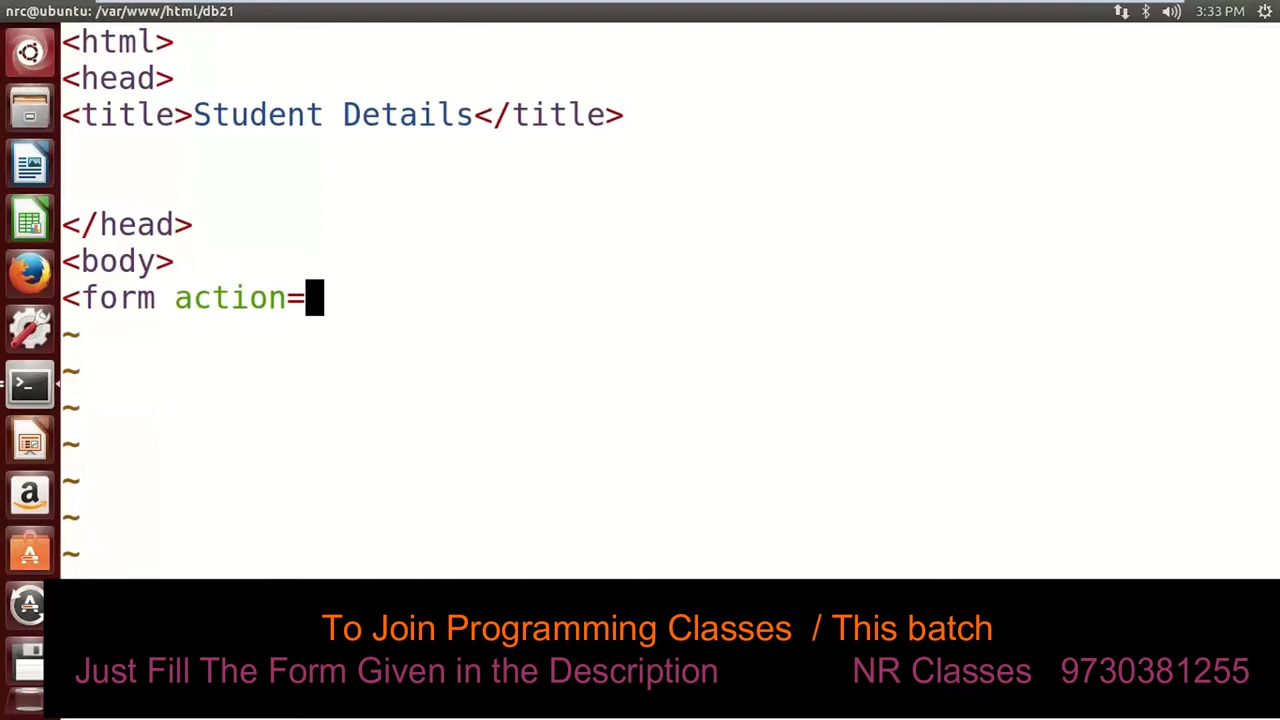 nrc@ubuntu: /var/www/html/db21 3:33 PM
<html>
<head>
<title>Student Details</title>
</head>
<body>
<form action=
~
~
~
~
~
~
~
To Join Programming Classes / This batch
Just Fill The Form Given in the Description NR Classes 9730381255